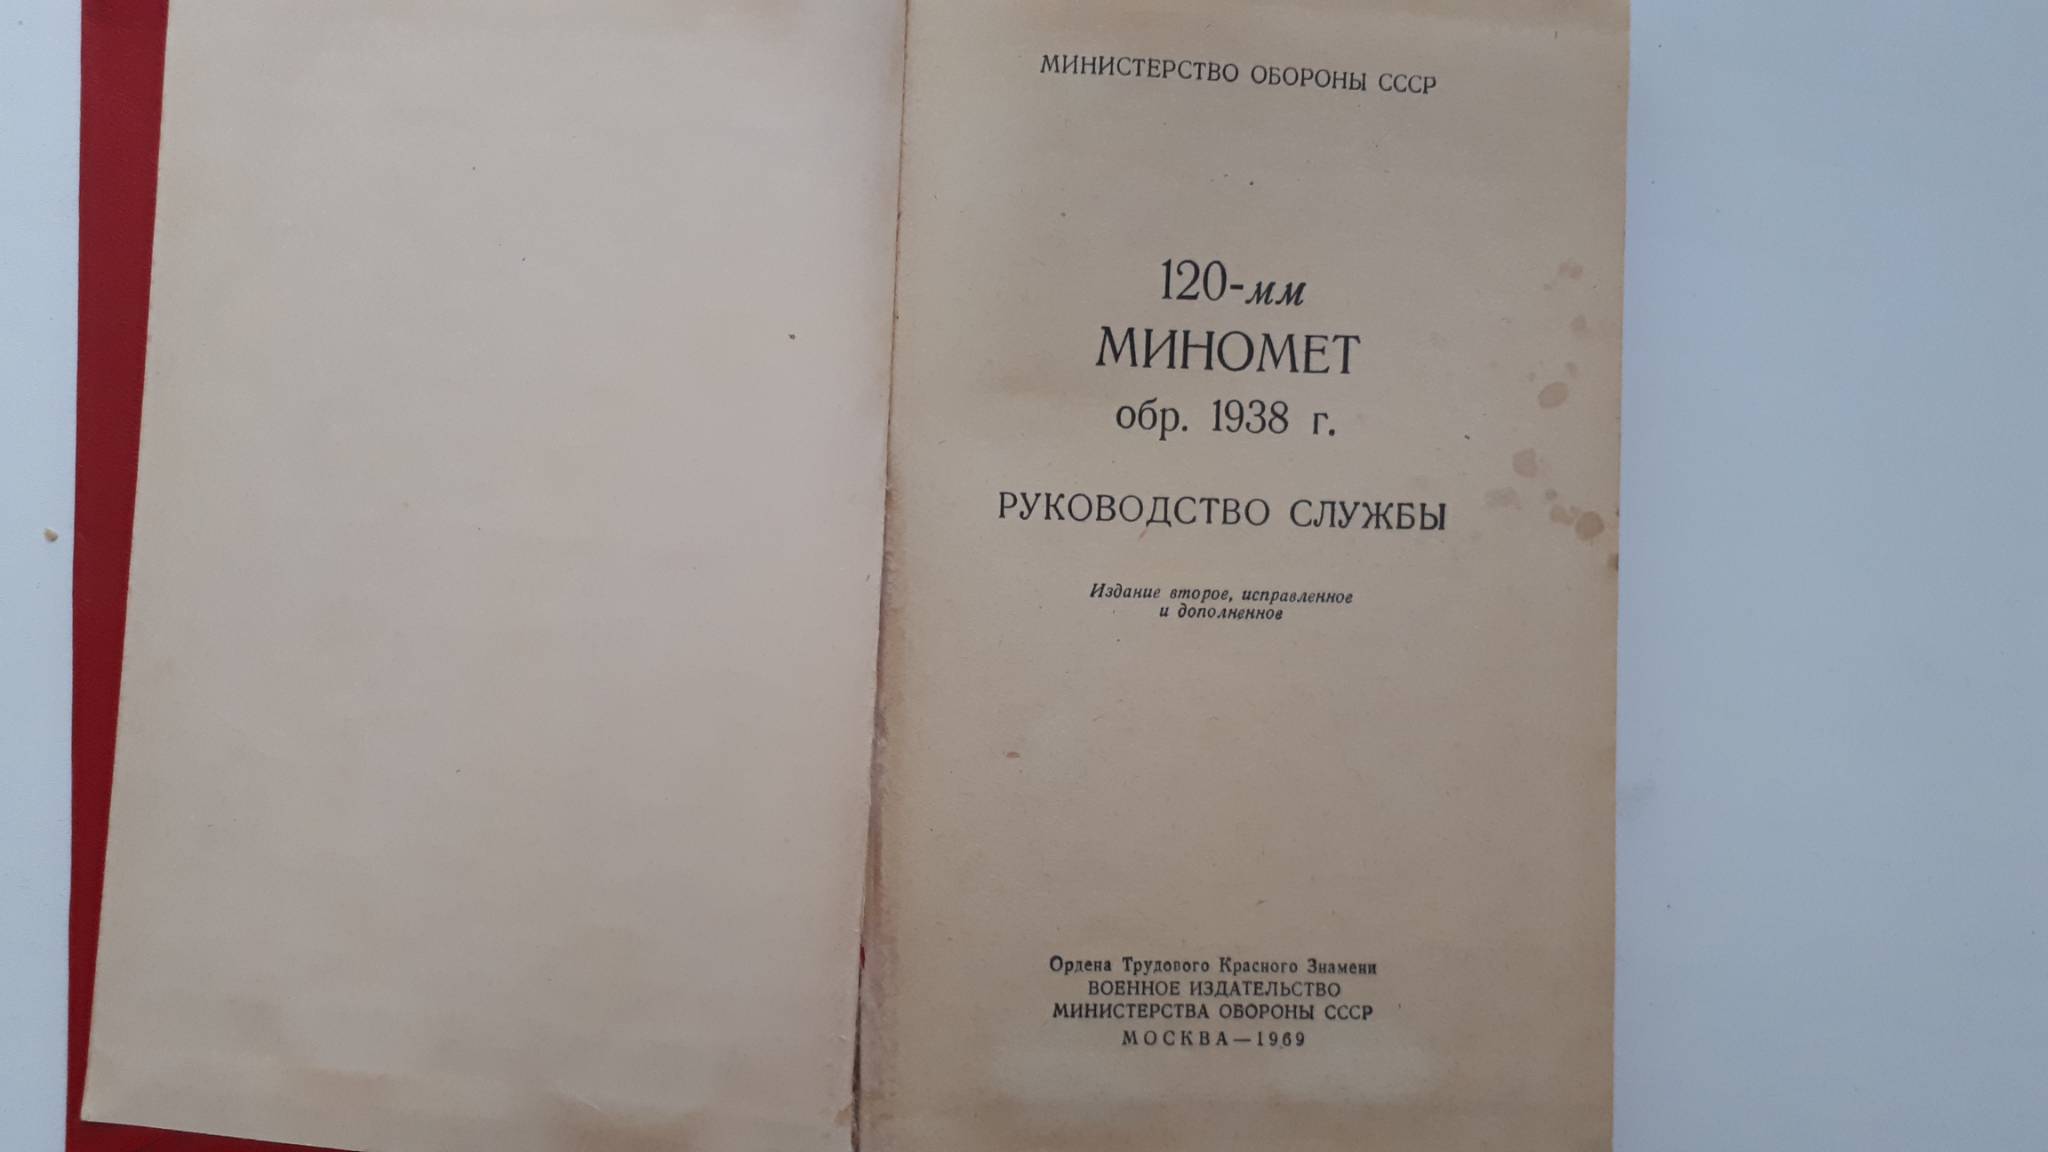 МИНИСТЕРСТВО ОБОРОНЫ СССР
120-мм
МИНОМЕТ
обр. 1938 г.
РУКОВОДСТВО СЛУЖБЫ
Издание второе, исправленное
и дополненное
Ордена Трудового Красного Знамени
ВОЕННОЕ ИЗДАТЕЛЬСТВО
МИНИСТЕРСТВА ОБОРОНЫ СССР
МОСКВА—1969